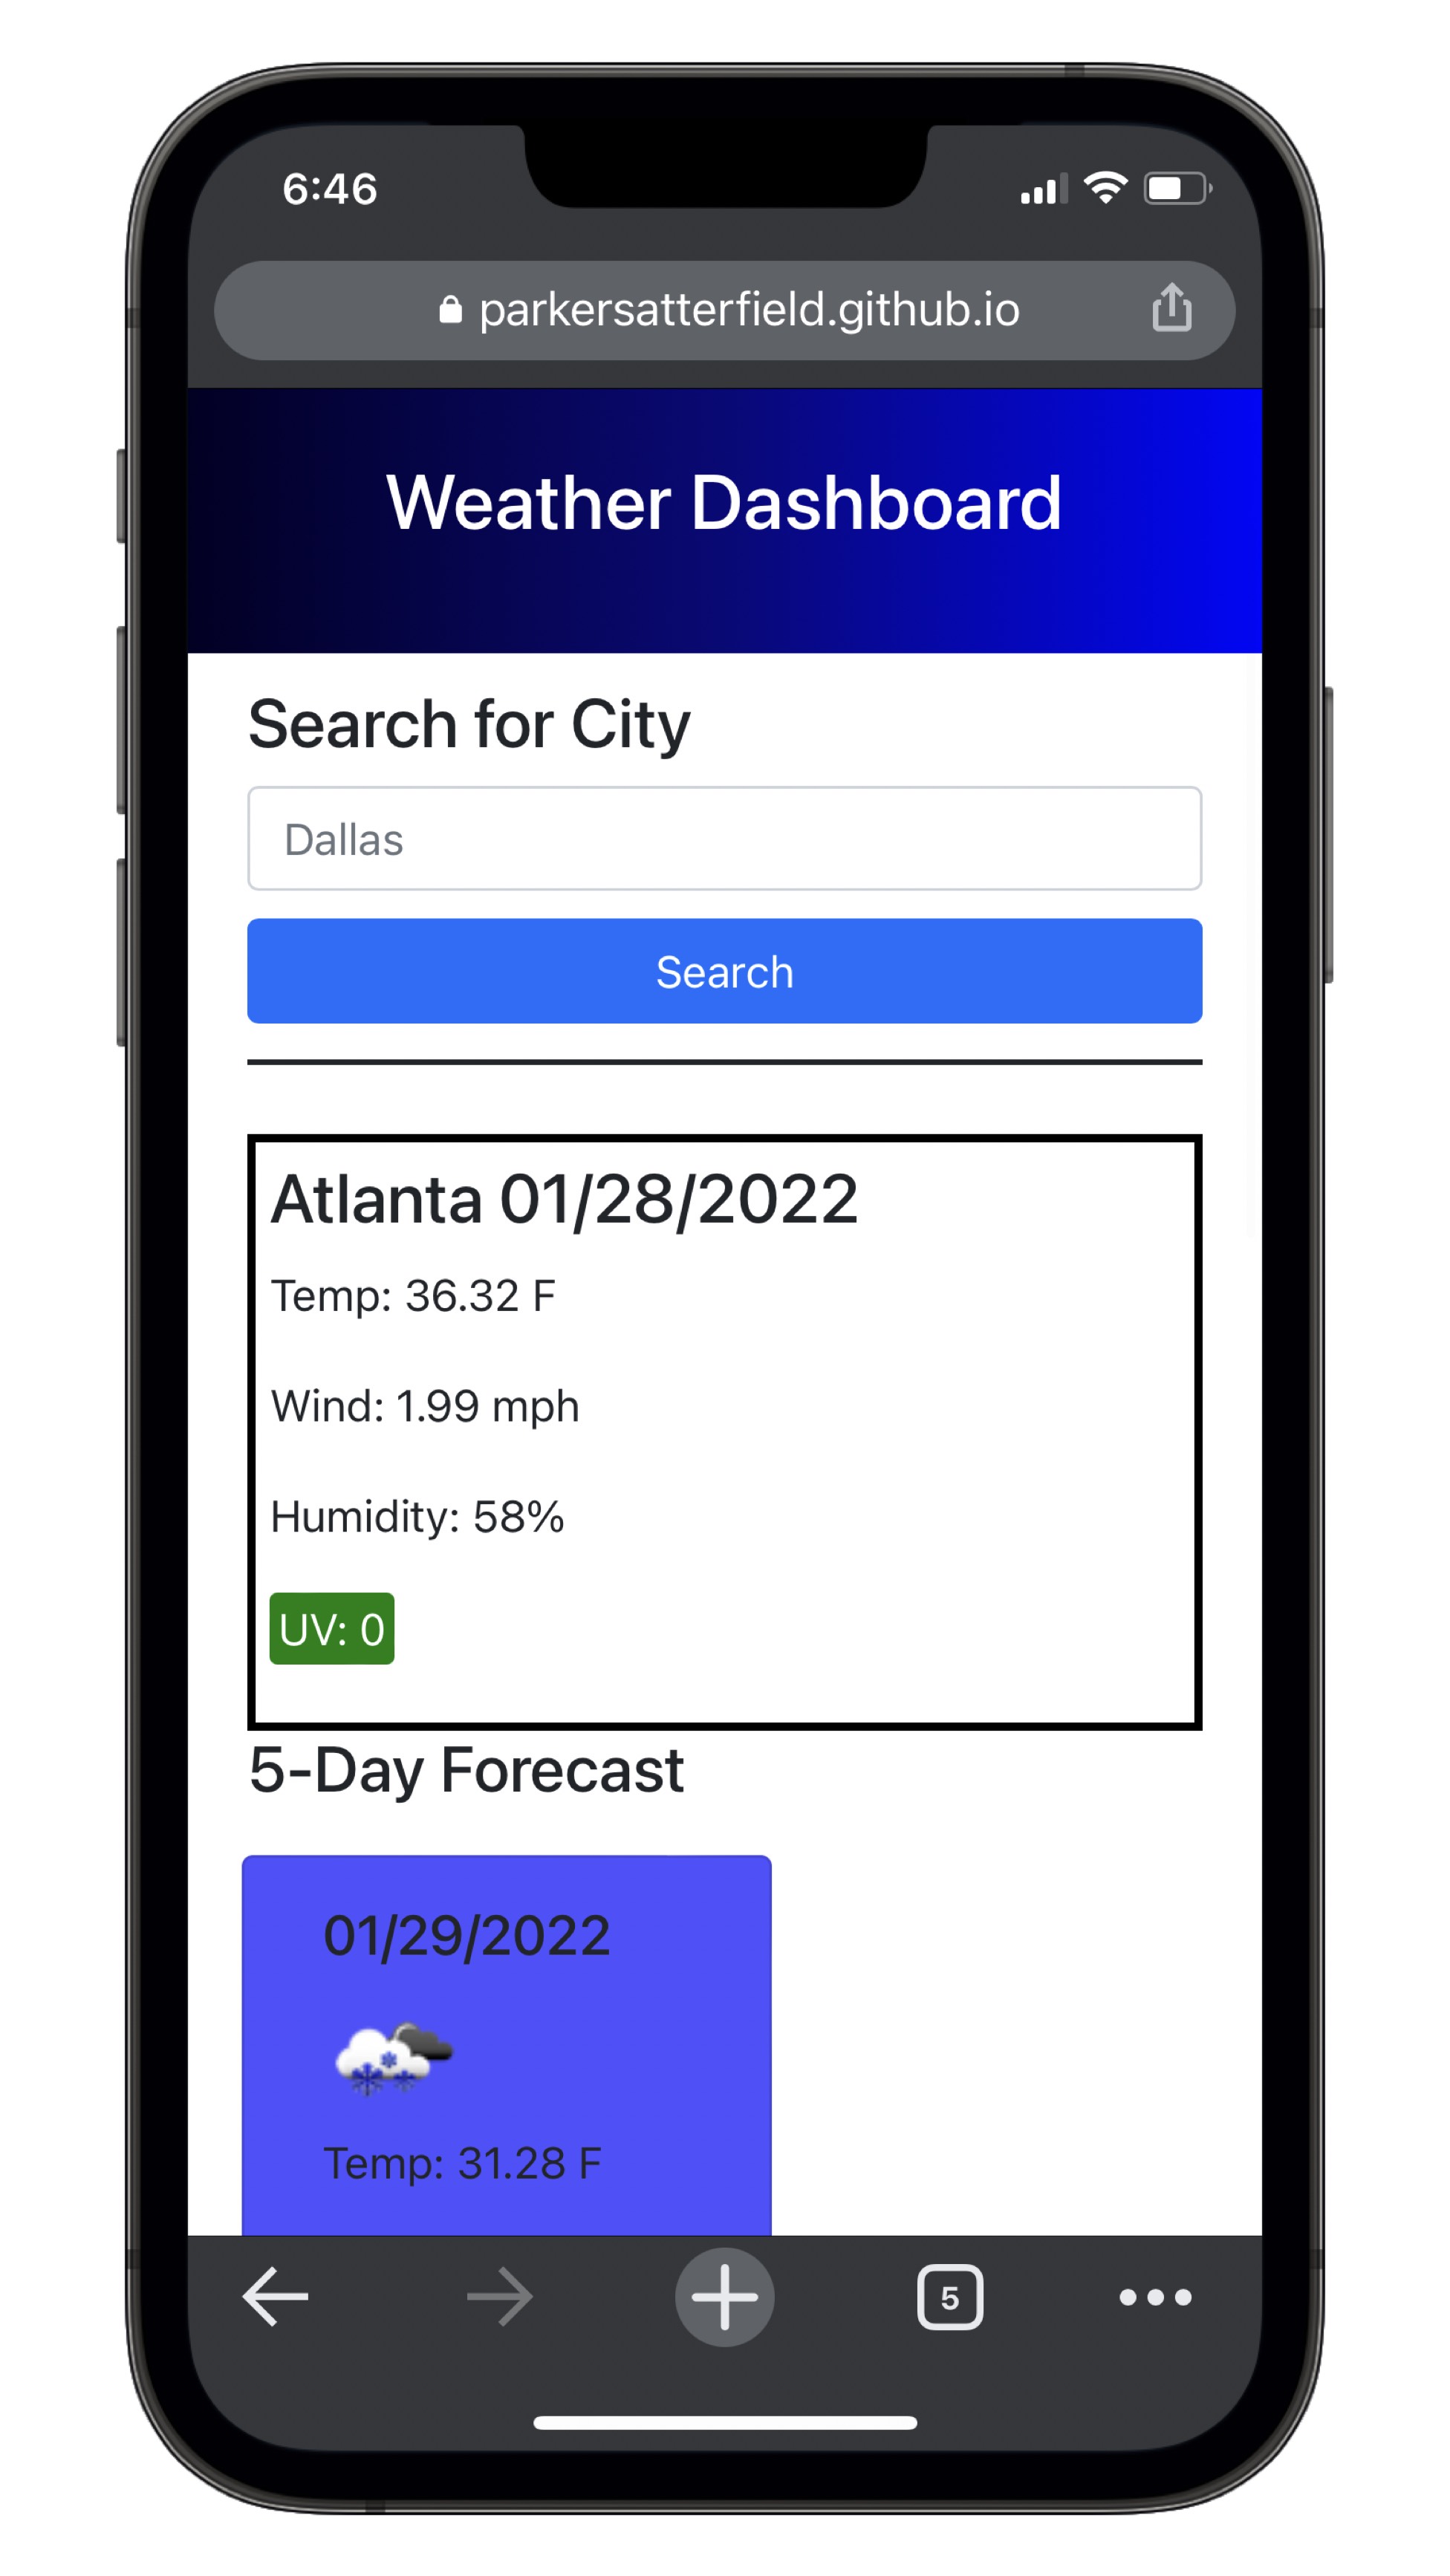 6:46
parkersatterfield.github.io
Weather Dashboard
Search for City
Dallas
Search
Atlanta 01/28/2022
Temp: 36.32 F
Wind: 1.99 mph
Humidity: 58%
UV: 0
5-Day Forecast
01/29/2022
Temp: 31.28 F
5